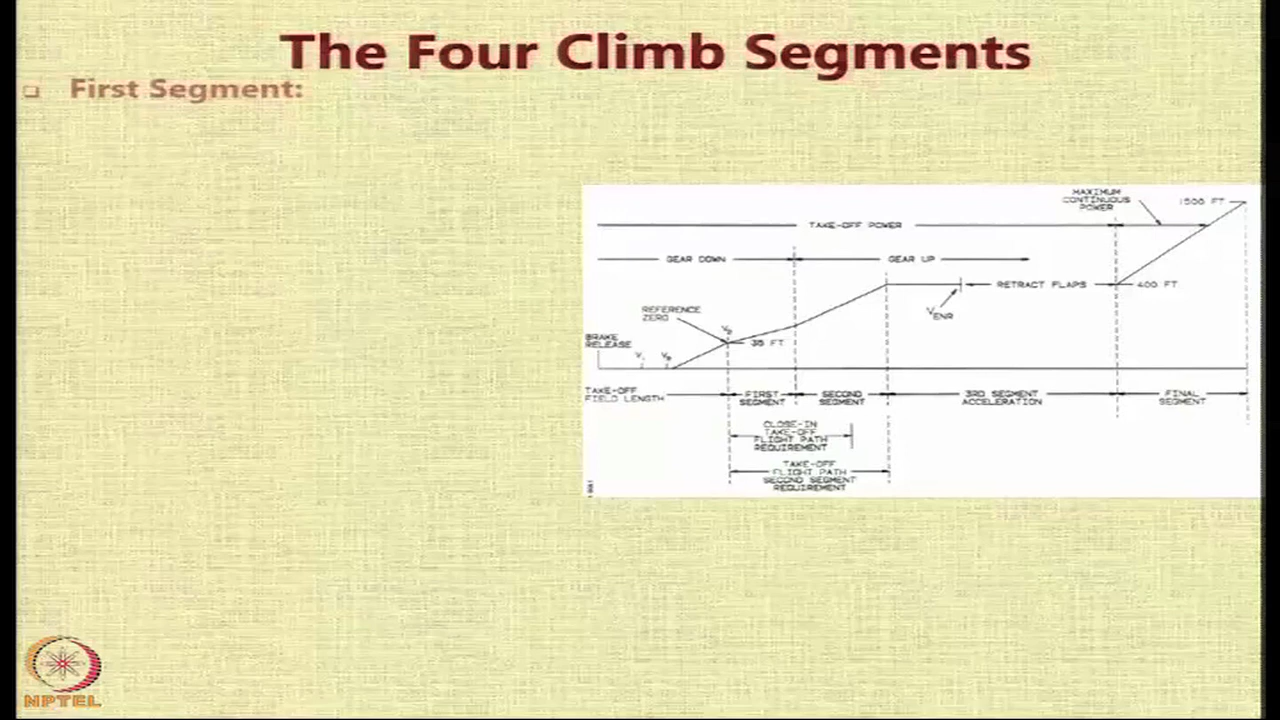 The Four Climb Segments
First Segment:
MAXIMUM
CONTINUOUS
POWER
1500 FT
TAKE-OFF POWER
GEAR DOWN
GEAR UP
RETRACT FLAPS
400 FT
VENR
REFERENCE
ZERO
35 FT
BRAKE
RELEASE
TAKE-OFF
FIELD LENGTH
FIRST
SEGMENT
SECOND
SEGMENT
3RD SEGMENT
ACCELERATION
FINAL
SEGMENT
CLOSE-IN
TAKE-OFF
FLIGHT PATH
REQUIREMENT
TAKE-OFF
FLIGHT PATH
SECOND SEGMENT
REQUIREMENT
NPTEL